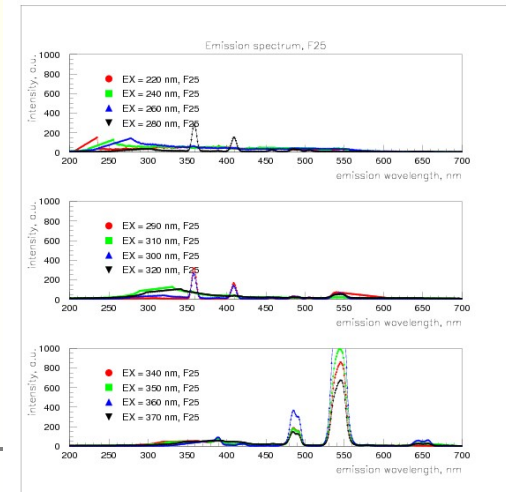 Emission spectrum, F25
intensity, a.u.
1000
800
600
400
200
0
EX = 220 nm, F25
EX = 240 nm, F25
EX = 260 nm, F25
EX = 280 nm, F25
200 250 300 350 400 450 500 550 600 650 700
emission wavelength, nm
intensity, a.u.
1000
800
600
400
200
0
EX = 290 nm, F25
EX = 310 nm, F25
EX = 300 nm, F25
EX = 320 nm, F25
200 250 300 350 400 450 500 550 600 650 700
emission wavelength, nm
intensity, a.u.
1000
800
600
400
200
0
EX = 340 nm, F25
EX = 350 nm, F25
EX = 360 nm, F25
EX = 370 nm, F25
200 250 300 350 400 450 500 550 600 650 700
emission wavelength, nm